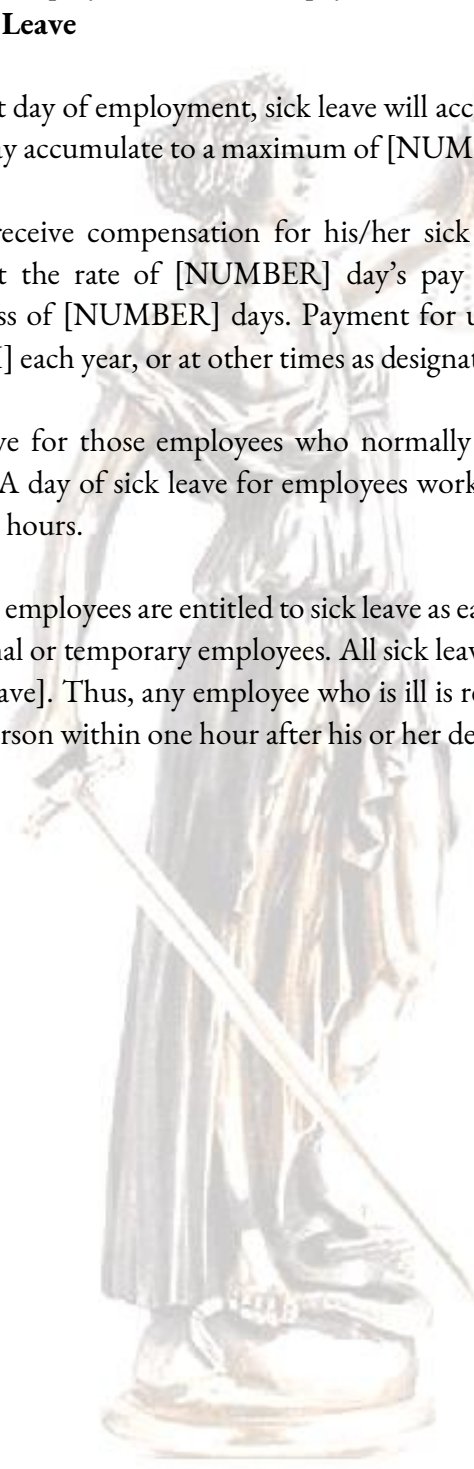 Leave
t day of employment, sick leave will acc
ay accumulate to a maximum of [NUM
receive compensation for his/her sick
t the rate of [NUMBER] day's pay
ss of [NUMBER] days. Payment for u
] each year, or at other times as designat
ve for those employees who normally
A day of sick leave for employees work
hours.
employees are entitled to sick leave as ea
nal or temporary employees. All sick leav
ave]. Thus, any employee who is ill is re
erson within one hour after his or her de